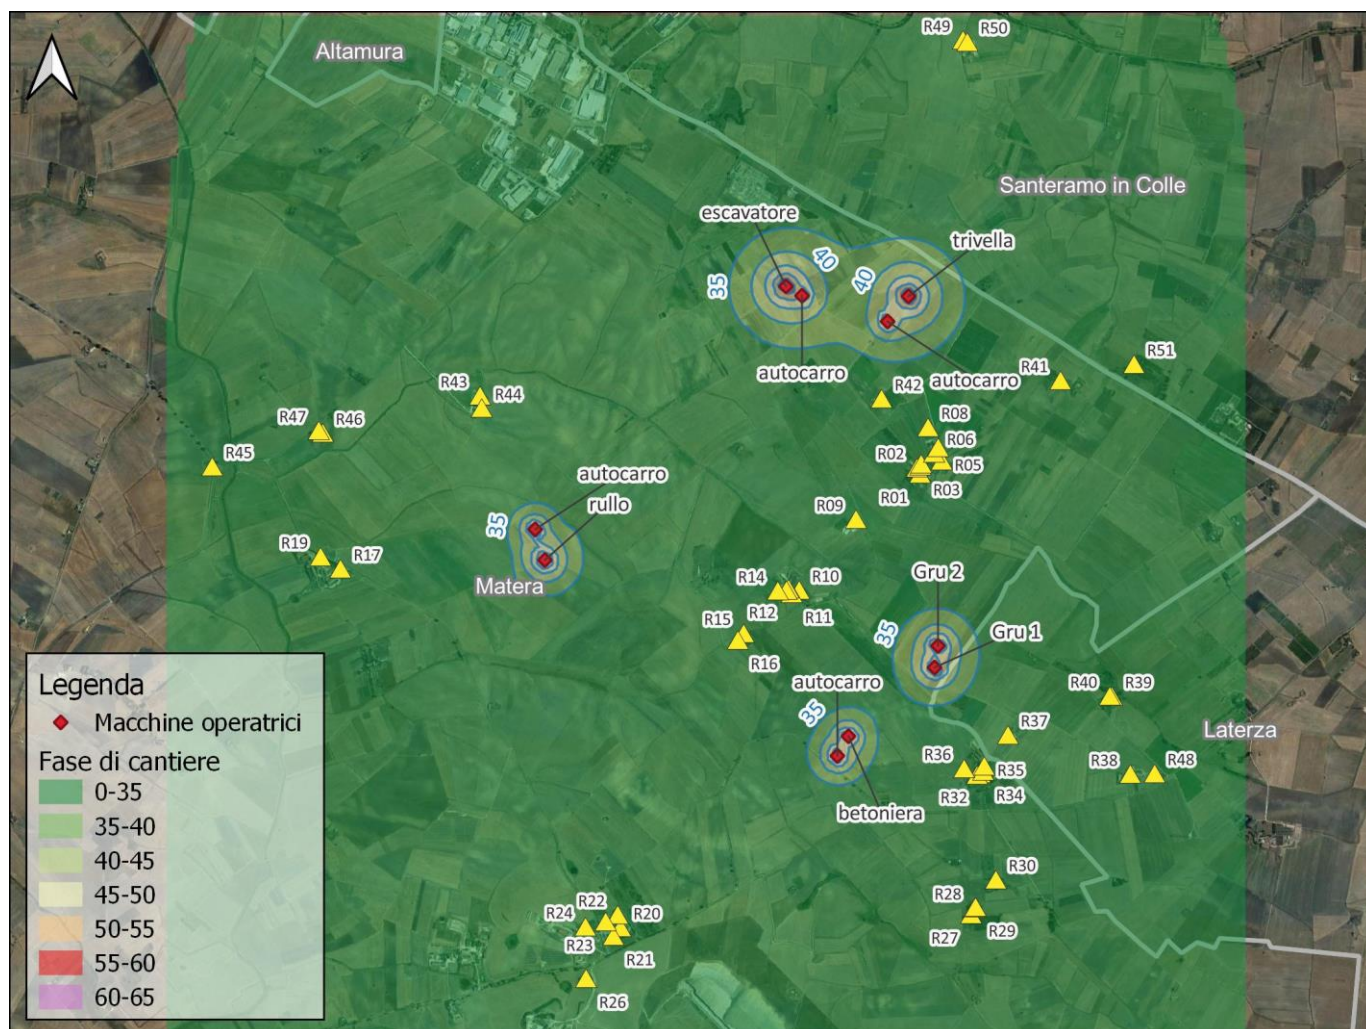 R49
R50
Altamura
Santeramo in Colle
escavatore
trivella
40
40
35
autocarro
autocarro
R51
R41
R42
R43
R44
R08
R47
R46
R06
R45
R02
R05
R01
R03
autocarro
rullo
35
R09
R19
R17
Matera
R14
R10
Gru 2
R15
R12
R11
Gru 1
35
R16
autocarro
R40
R39
35
R37
Laterza
R36
R35
R38
R48
R32
R34
betoniera
R30
R28
R22
R24
R20
R27
R29
R23
R21
R26
Legenda
Macchine operatrici
Fase di cantiere
0-35
35-40
40-45
45-50
50-55
55-60
60-65